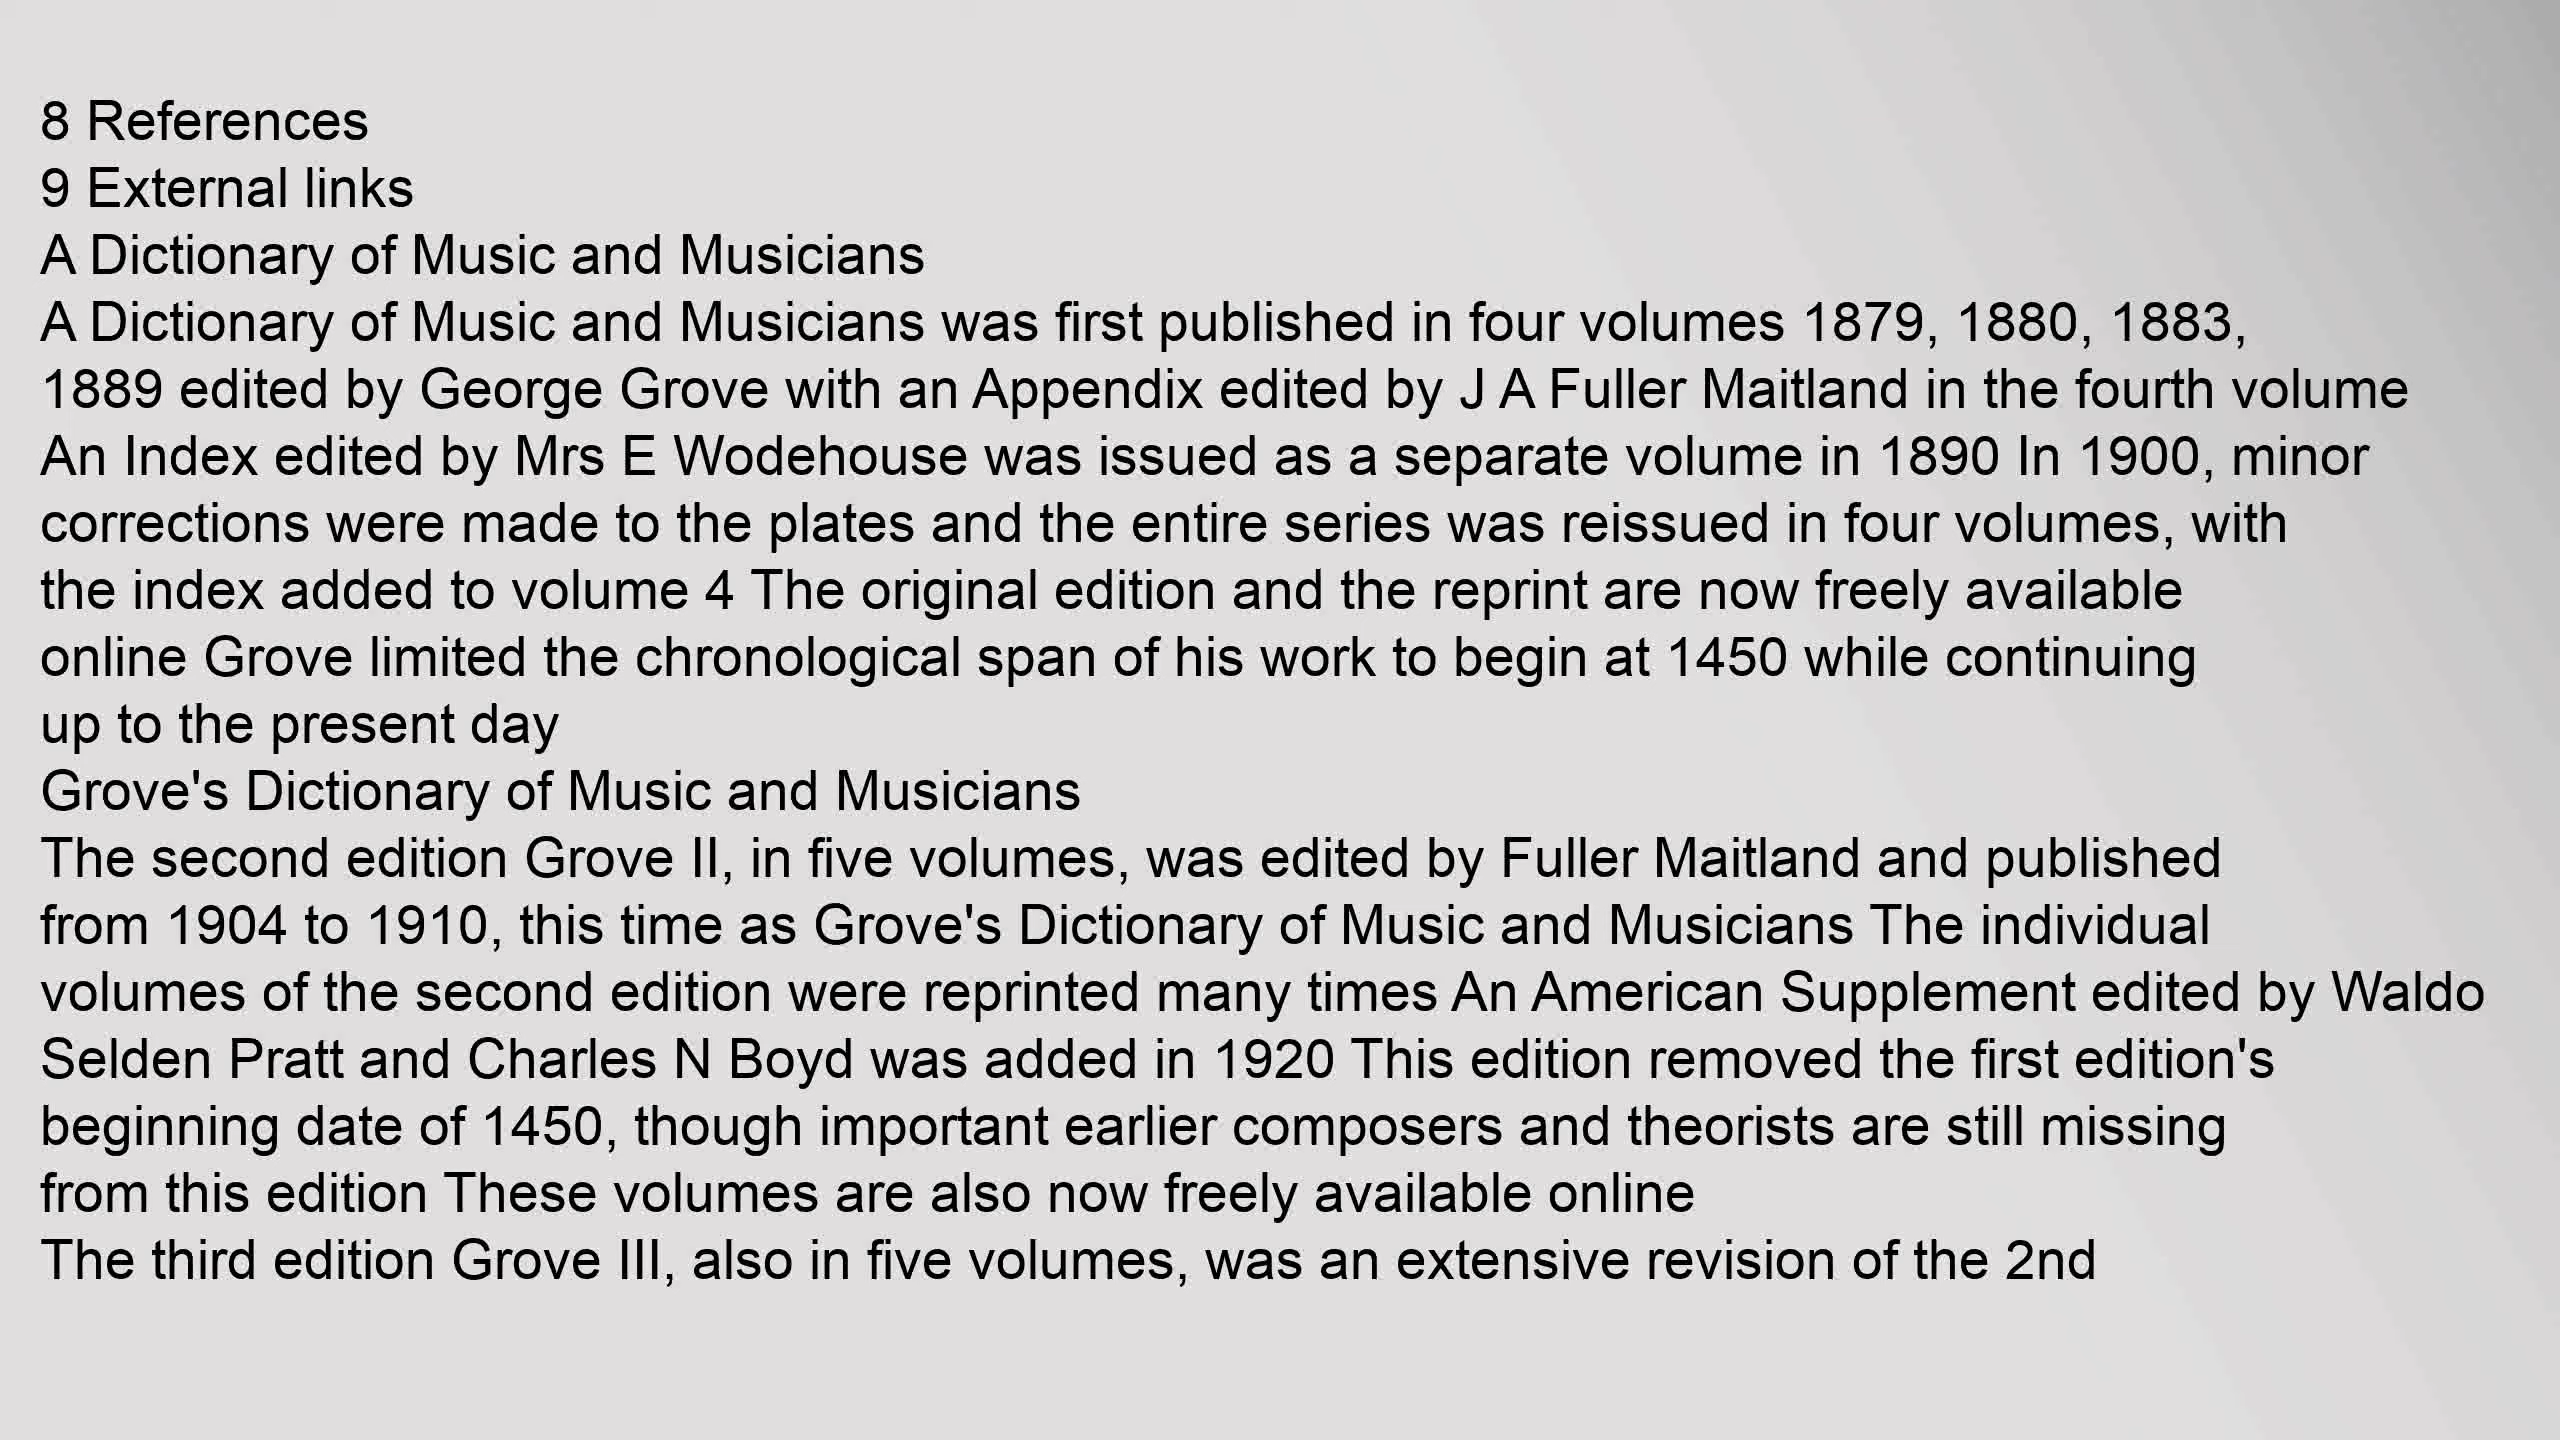 8 References
9 External links
A Dictionary of Music and Musicians
A Dictionary of Music and Musicians was first published in four volumes 1879, 1880, 1883,
1889 edited by George Grove with an Appendix edited by J A Fuller Maitland in the fourth volume
An Index edited by Mrs E Wodehouse was issued as a separate volume in 1890 In 1900, minor
corrections were made to the plates and the entire series was reissued in four volumes, with
the index added to volume 4 The original edition and the reprint are now freely available
online Grove limited the chronological span of his work to begin at 1450 while continuing
up to the present day
Grove's Dictionary of Music and Musicians
The second edition Grove II, in five volumes, was edited by Fuller Maitland and published
from 1904 to 1910, this time as Grove's Dictionary of Music and Musicians The individual
volumes of the second edition were reprinted many times An American Supplement edited by Waldo
Selden Pratt and Charles N Boyd was added in 1920 This edition removed the first edition's
beginning date of 1450, though important earlier composers and theorists are still missing
from this edition These volumes are also now freely available online
The third edition Grove III, also in five volumes, was an extensive revision of the 2nd